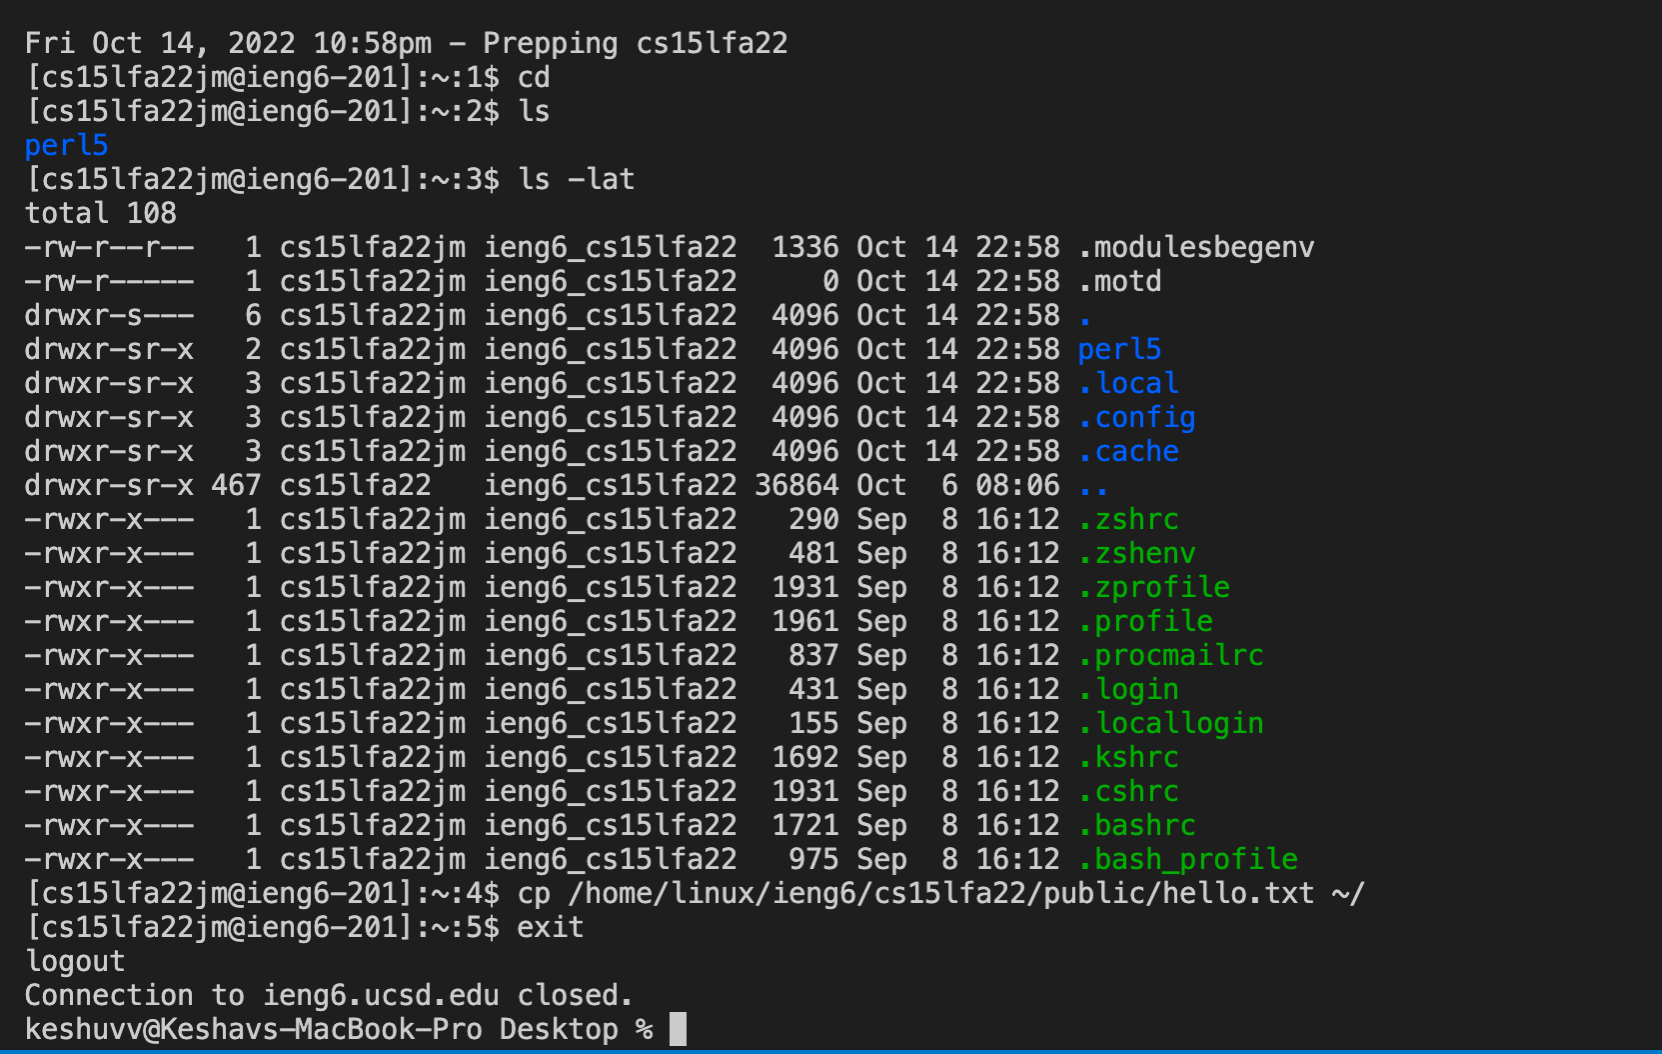 Fri Oct 14, 2022 10:58pm - Prepping cs15lfa22
[cs15lfa22jm@ieng6-201]:~:1$ cd
[cs15lfa22jm@ieng6-201]:~:2$ ls
perl5
[cs15lfa22jm@ieng6-201]:~:3$ ls -lat
total 108
-rw-r--r--   1 cs15lfa22jm ieng6_cs15lfa22  1336 Oct 14 22:58 .modulesbegenv
-rw-r-----   1 cs15lfa22jm ieng6_cs15lfa22     0 Oct 14 22:58 .motd
drwxr-s---   6 cs15lfa22jm ieng6_cs15lfa22  4096 Oct 14 22:58 .
drwxr-sr-x   2 cs15lfa22jm ieng6_cs15lfa22  4096 Oct 14 22:58 perl5
drwxr-sr-x   3 cs15lfa22jm ieng6_cs15lfa22  4096 Oct 14 22:58 .local
drwxr-sr-x   3 cs15lfa22jm ieng6_cs15lfa22  4096 Oct 14 22:58 .config
drwxr-sr-x   3 cs15lfa22jm ieng6_cs15lfa22  4096 Oct 14 22:58 .cache
drwxr-sr-x 467 cs15lfa22   ieng6_cs15lfa22 36864 Oct  6 08:06 ..
-rwxr-x---   1 cs15lfa22jm ieng6_cs15lfa22   290 Sep  8 16:12 .zshrc
-rwxr-x---   1 cs15lfa22jm ieng6_cs15lfa22   481 Sep  8 16:12 .zshenv
-rwxr-x---   1 cs15lfa22jm ieng6_cs15lfa22  1931 Sep  8 16:12 .zprofile
-rwxr-x---   1 cs15lfa22jm ieng6_cs15lfa22  1961 Sep  8 16:12 .profile
-rwxr-x---   1 cs15lfa22jm ieng6_cs15lfa22   837 Sep  8 16:12 .procmailrc
-rwxr-x---   1 cs15lfa22jm ieng6_cs15lfa22   431 Sep  8 16:12 .login
-rwxr-x---   1 cs15lfa22jm ieng6_cs15lfa22   155 Sep  8 16:12 .locallogin
-rwxr-x---   1 cs15lfa22jm ieng6_cs15lfa22  1692 Sep  8 16:12 .kshrc
-rwxr-x---   1 cs15lfa22jm ieng6_cs15lfa22  1931 Sep  8 16:12 .cshrc
-rwxr-x---   1 cs15lfa22jm ieng6_cs15lfa22  1721 Sep  8 16:12 .bashrc
-rwxr-x---   1 cs15lfa22jm ieng6_cs15lfa22   975 Sep  8 16:12 .bash_profile
[cs15lfa22jm@ieng6-201]:~:4$ cp /home/linux/ieng6/cs15lfa22/public/hello.txt ~/
[cs15lfa22jm@ieng6-201]:~:5$ exit
logout
Connection to ieng6.ucsd.edu closed.
keshuvv@Keshavs-MacBook-Pro Desktop %